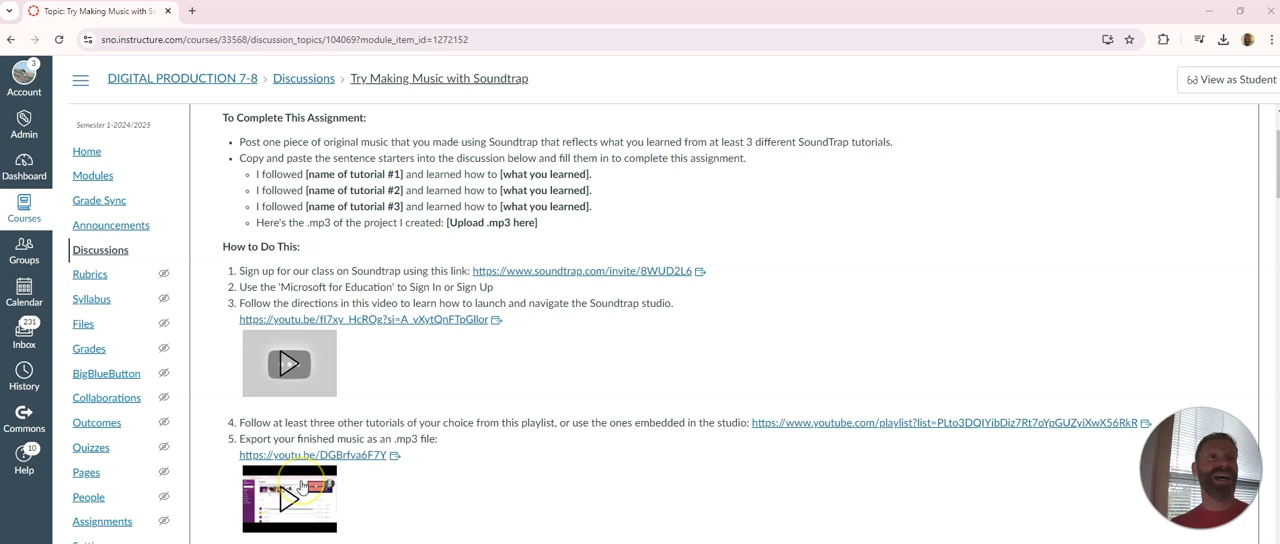 Topic: Try Making Music with So
sno.instructure.com/courses/33568/discussion_topics/104069?module_item_id=1272152
3
Account
Admin
Dashboard
Courses
Groups
Calendar
231
Inbox
History
Commons
10
Help
DIGITAL PRODUCTION 7-8 > Discussions > Try Making Music with Soundtrap
View as Student
Semester 1-2024/2025
Home
Modules
Grade Sync
Announcements
Discussions
Rubrics
Syllabus
Files
Grades
BigBlueButton
Collaborations
Outcomes
Quizzes
Pages
People
Assignments
To Complete This Assignment:
• Post one piece of original music that you made using Soundtrap that reflects what you learned from at least 3 different SoundTrap tutorials.
• Copy and paste the sentence starters into the discussion below and fill them in to complete this assignment.
◦ I followed [name of tutorial #1] and learned how to [what you learned].
◦ I followed [name of tutorial #2] and learned how to [what you learned].
◦ I followed [name of tutorial #3] and learned how to [what you learned].
◦ Here's the .mp3 of the project I created: [Upload .mp3 here]
How to Do This:
1. Sign up for our class on Soundtrap using this link: https://www.soundtrap.com/invite/8WUD2L6
2. Use the 'Microsoft for Education' to Sign In or Sign Up
3. Follow the directions in this video to learn how to launch and navigate the Soundtrap studio.
4. Follow at least three other tutorials of your choice from this playlist, or use the ones embedded in the studio: https://www.youtube.com/playlist?list=PLto3DQIYibDiz7Rt7oYpGUZyiXwX56RkR
5. Export your finished music as an .mp3 file:
https://youtu.be/DGBrfva6F7Y